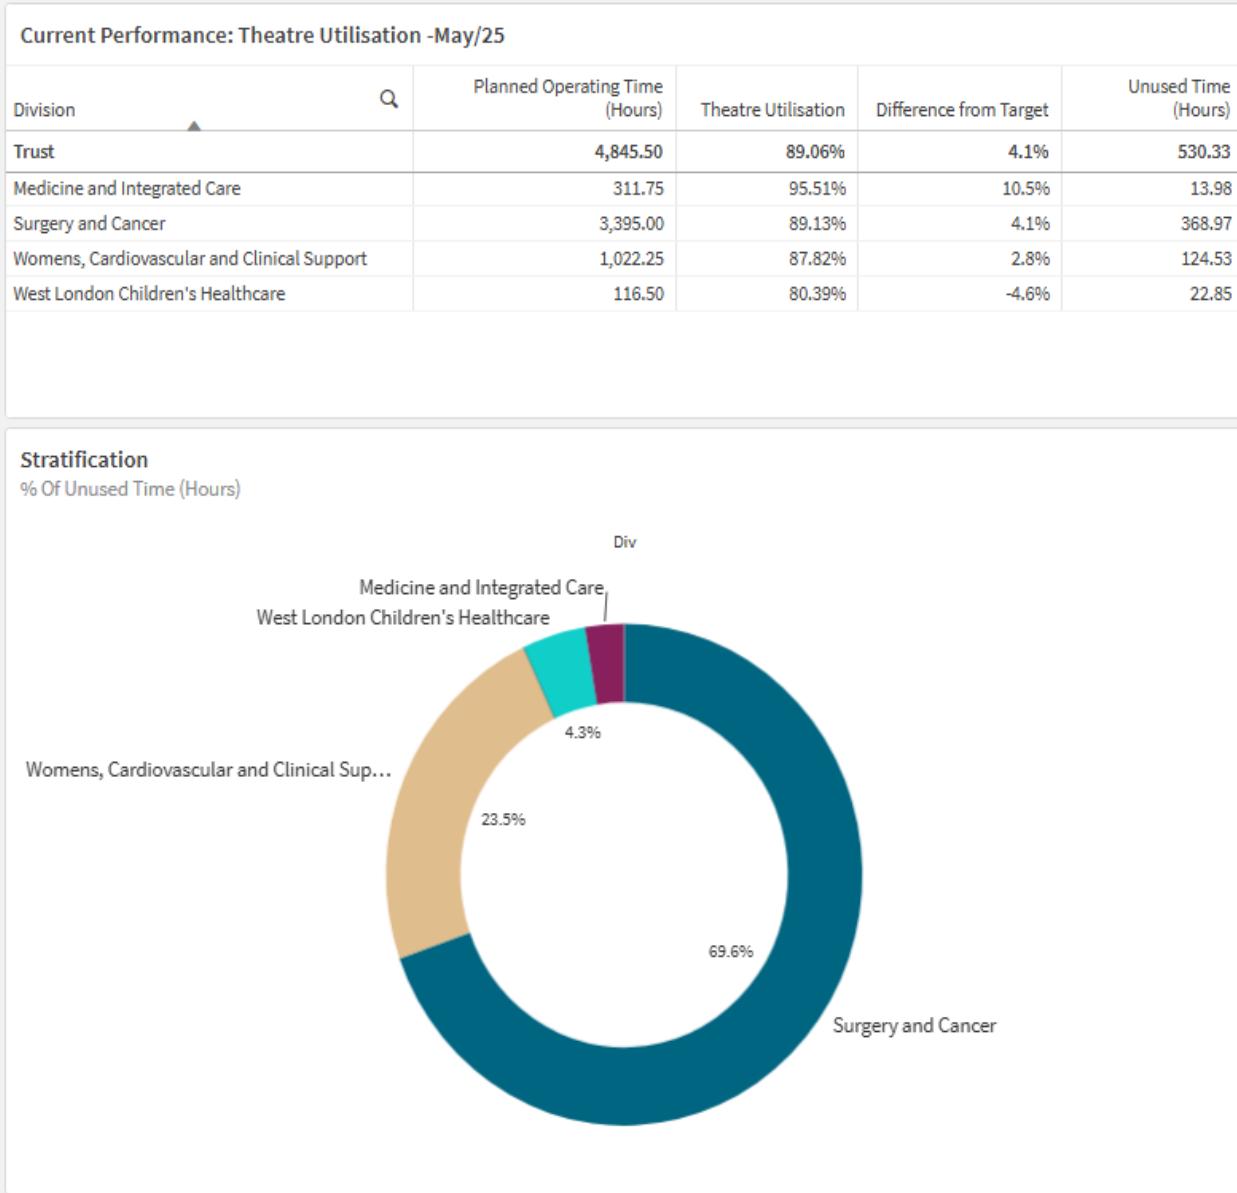 Current Performance: Theatre Utilisation -May/25
Division
Planned Operating Time (Hours)
Theatre Utilisation
Difference from Target
Unused Time (Hours)
Trust 4,845.50 89.06% 4.1% 530.33
Medicine and Integrated Care 311.75 95.51% 10.5% 13.98
Surgery and Cancer 3,395.00 89.13% 4.1% 368.97
Womens, Cardiovascular and Clinical Support 1,022.25 87.82% 2.8% 124.53
West London Children's Healthcare 116.50 80.39% -4.6% 22.85
Stratification
% Of Unused Time (Hours)
Div
Medicine and Integrated Care
West London Children's Healthcare
4.3%
Womens, Cardiovascular and Clinical Sup...
23.5%
69.6%
Surgery and Cancer